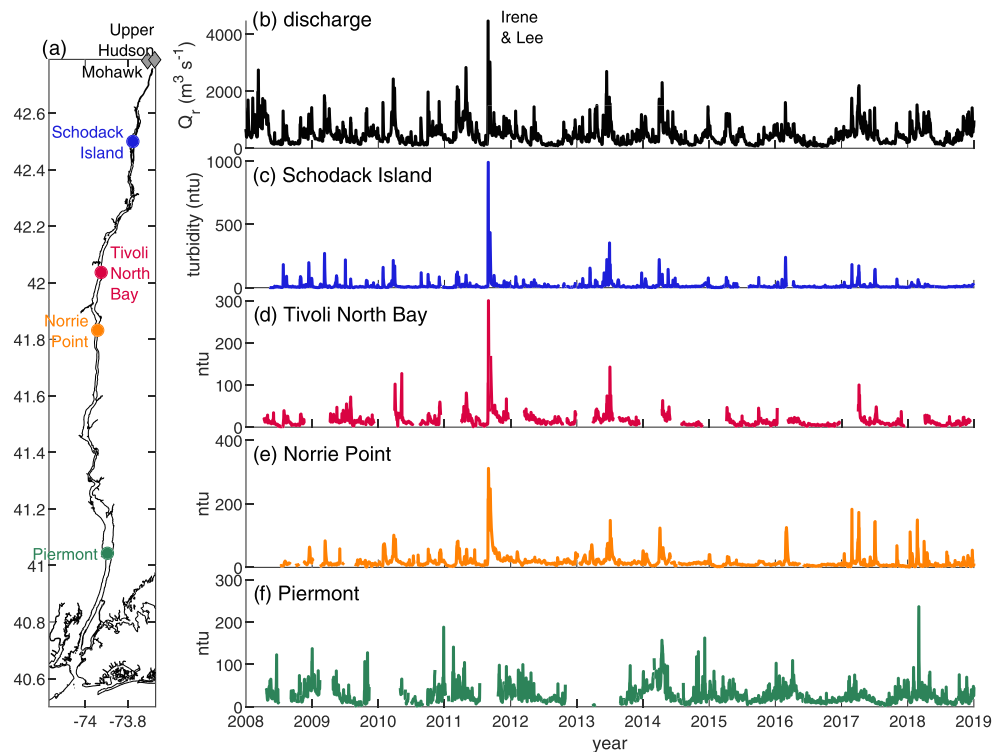 (a)
Upper
Hudson
Mohawk
42.6
Schodack
Island
42.4
42.2
Tivoli
North
Bay
42
Norrie
Point
41.8
41.6
41.4
41.2
Piermont
41
40.8
40.6
-74
-73.8
(b) discharge
Irene
& Lee
Qr (m³ s⁻¹)
4000
2000
0
(c) Schodack Island
turbidity (ntu)
1000
500
0
(d) Tivoli North Bay
ntu
300
200
100
0
(e) Norrie Point
ntu
400
200
0
(f) Piermont
ntu
300
200
100
0
2008 2009 2010 2011 2012 2013 2014 2015 2016 2017 2018 2019
year